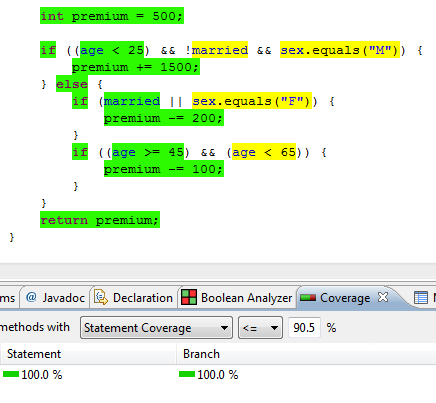 int premium = 500;
if ((age < 25) && !married && sex.equals("M")) {
premium += 1500;
} else {
if (married || sex.equals("F")) {
premium -= 200;
}
if ((age >= 45) && (age < 65)) {
premium -= 100;
}
}
return premium;
}
ms @ Javadoc Declaration Boolean Analyzer Coverage
methods with Statement Coverage <= 90.5 %
Statement Branch
100.0 % 100.0 %